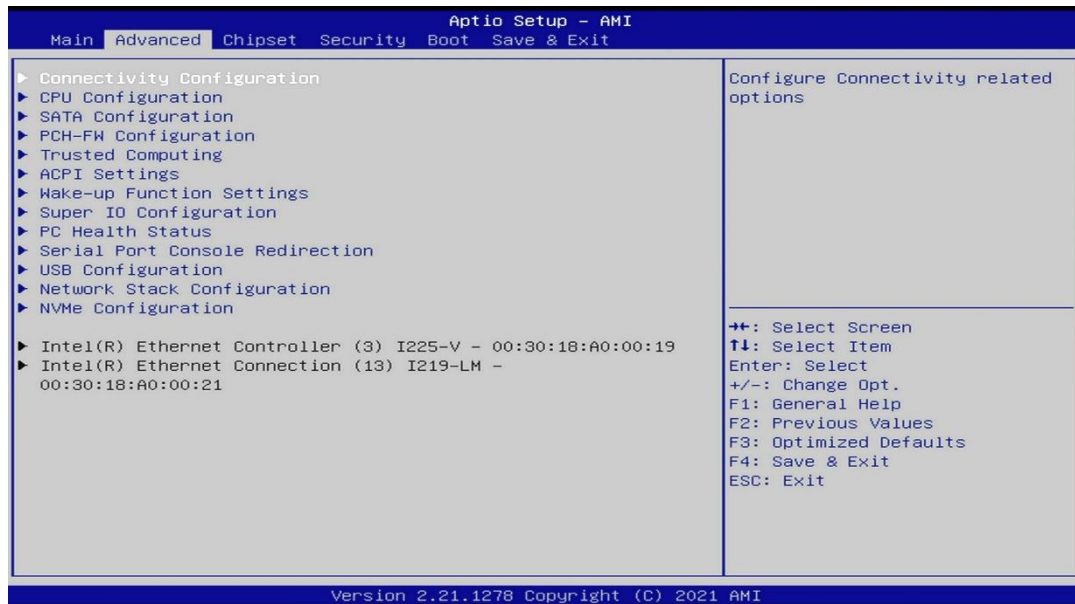 Aptio Setup – AMI
Main Advanced Chipset Security Boot Save & Exit
▶ Connectivity Configuration
▶ CPU Configuration
▶ SATA Configuration
▶ PCH-FW Configuration
▶ Trusted Computing
▶ ACPI Settings
▶ Wake-up Function Settings
▶ Super IO Configuration
▶ PC Health Status
▶ Serial Port Console Redirection
▶ USB Configuration
▶ Network Stack Configuration
▶ NVMe Configuration
▶ Intel(R) Ethernet Controller (3) I225-V – 00:30:18:A0:00:19
▶ Intel(R) Ethernet Connection (13) I219-LM –
00:30:18:A0:00:21
Configure Connectivity related
options
→←: Select Screen
↑↓: Select Item
Enter: Select
+/-: Change Opt.
F1: General Help
F2: Previous Values
F3: Optimized Defaults
F4: Save & Exit
ESC: Exit
Version 2.21.1278 Copyright (C) 2021 AMI